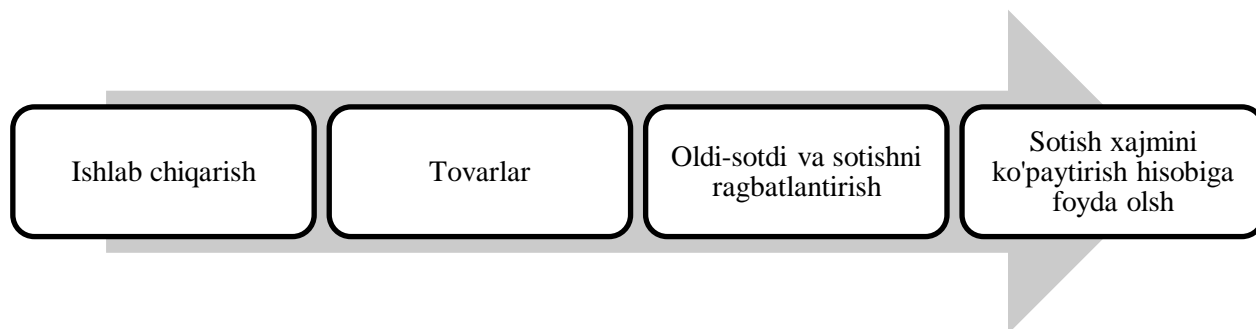 Ishlab chiqarish
Tovarlar
Oldi-sotdi va sotishni
ragbatlantirish
Sotish xajmini
ko'paytirish hisobiga
foyda olsh